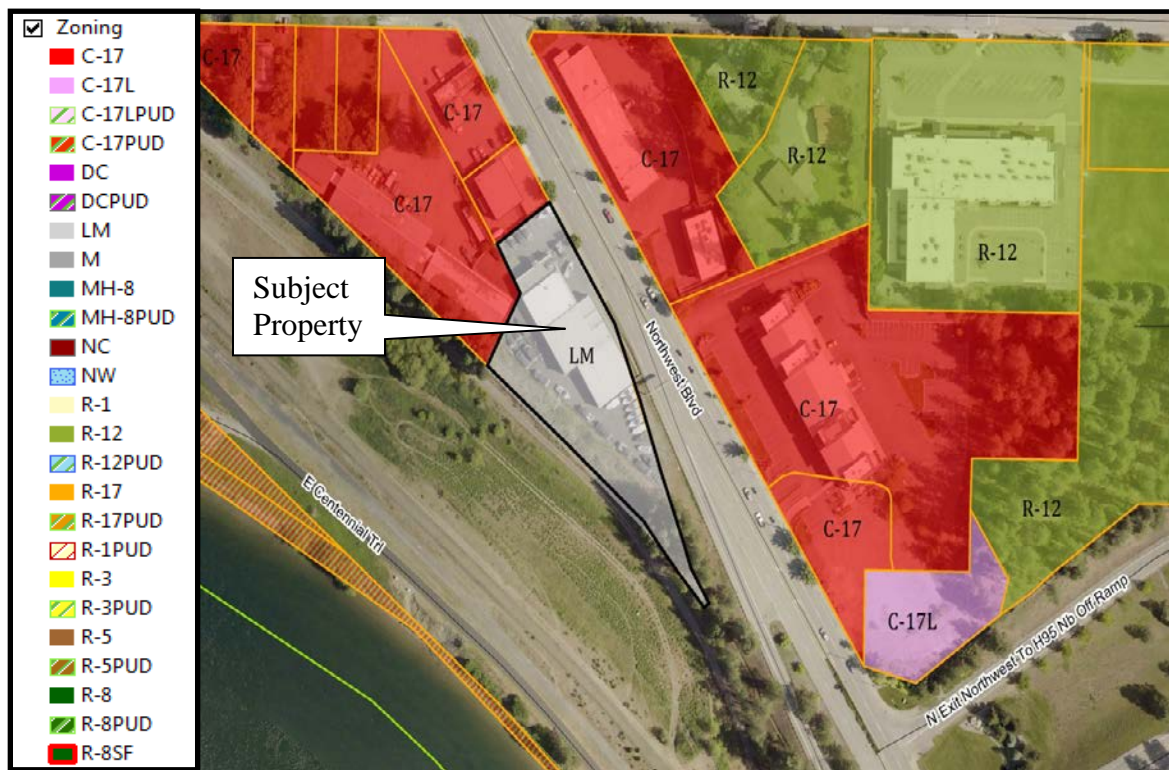 Zoning
C-17
C-17L
C-17LPUD
C-17PUD
DC
DCPUD
LM
M
MH-8
MH-8PUD
NC
NW
R-1
R-12
R-12PUD
R-17
R-17PUD
R-1PUD
R-3
R-3PUD
R-5
R-5PUD
R-8
R-8PUD
R-8SF
C-17
C-17
C-17
R-12
C-17
R-12
R-12
Subject
Property
LM
Northwest Blvd
C-17
E Centennial Trl
C-17
R-12
C-17L
N Exit Northwest To H95 Nb Off Ramp